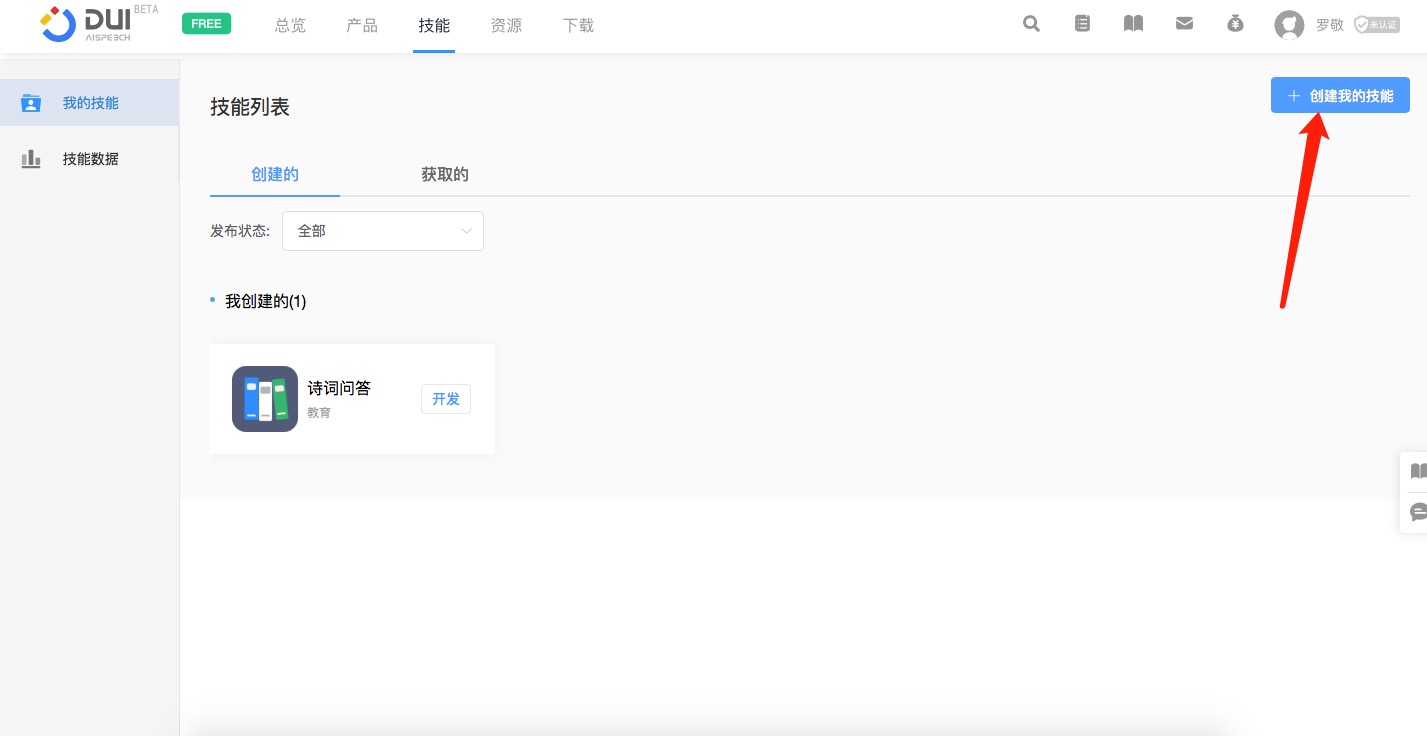 DUI BETA
AISPEECH
FREE
总览 产品 技能 资源 下载
罗敬 未认证
我的技能
技能数据
技能列表
创建我的技能
创建的 获取的
发布状态: 全部
我创建的(1)
诗词问答
教育
开发